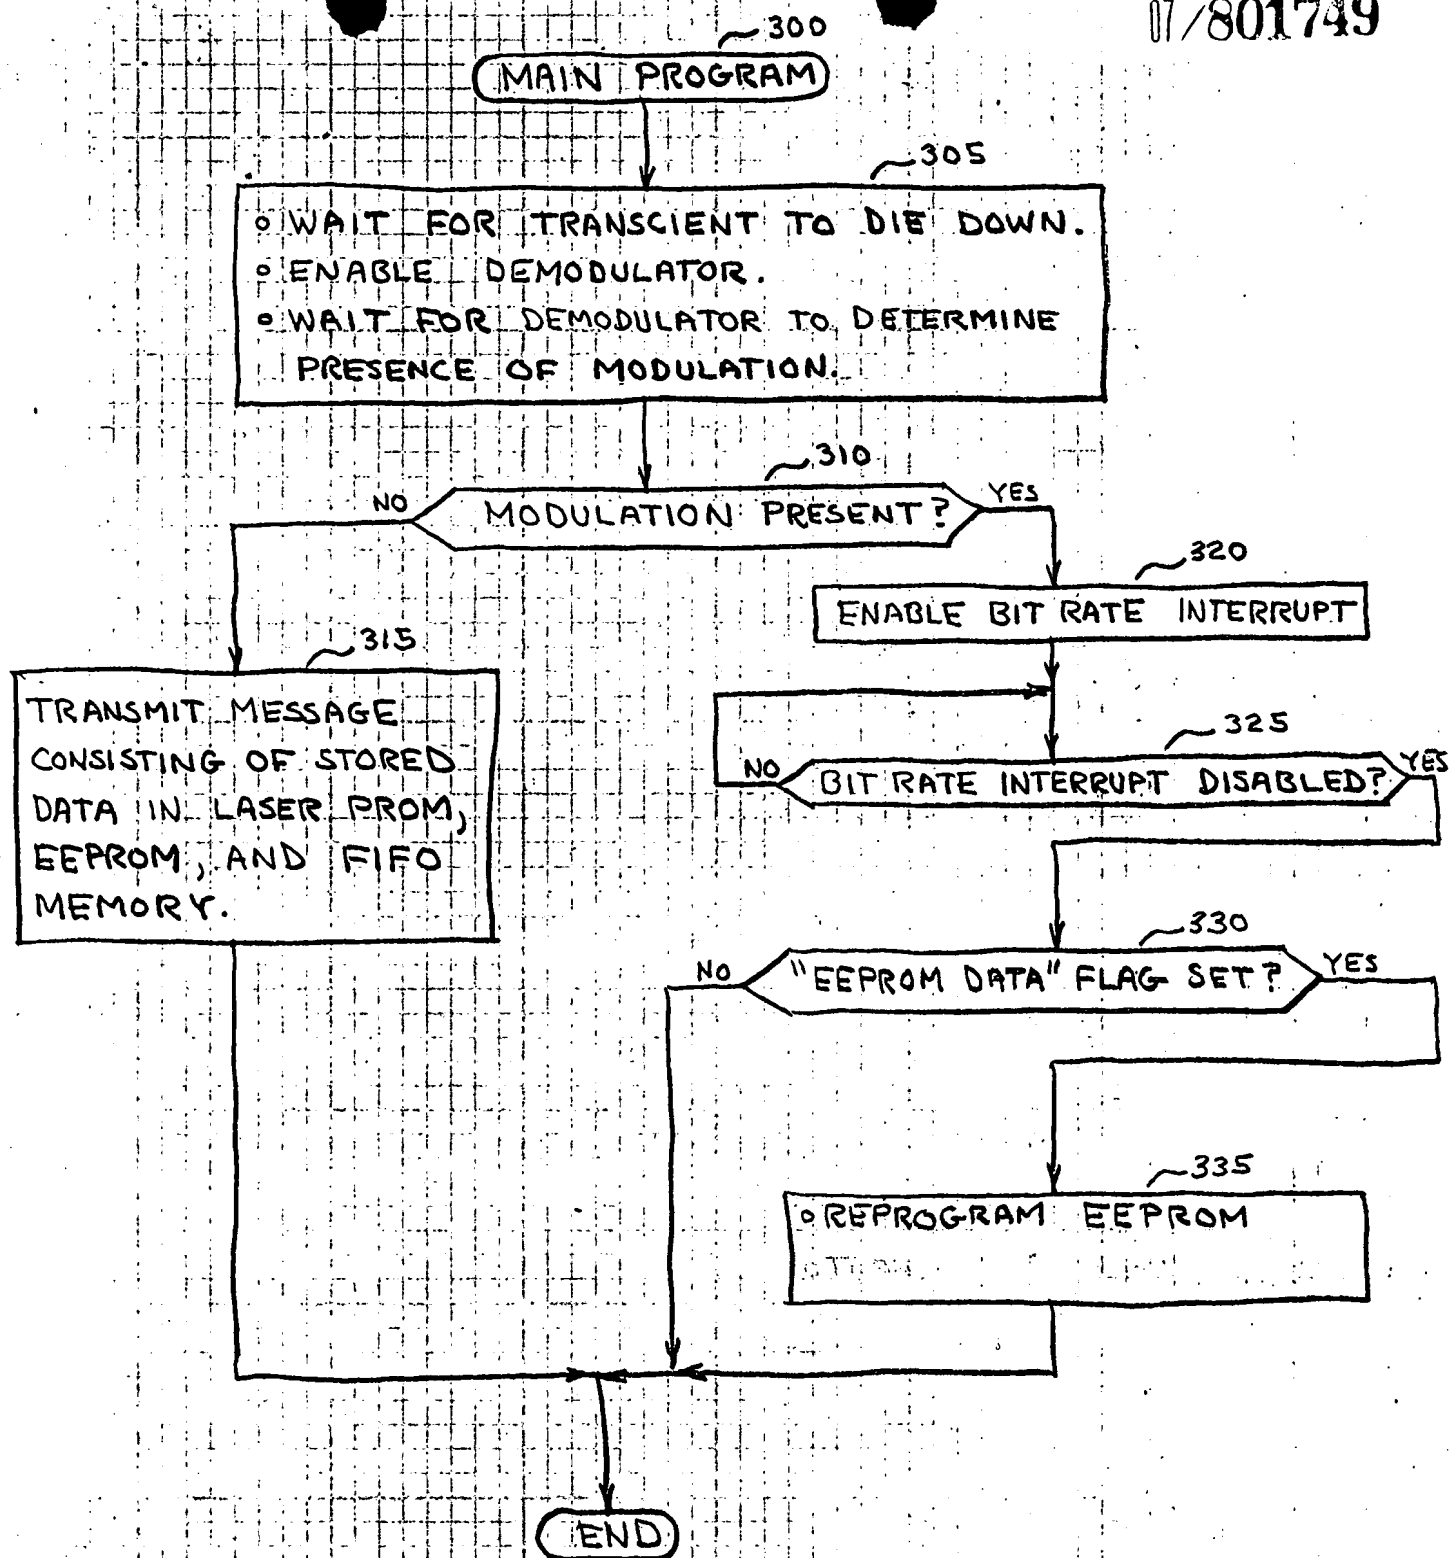 07/801749
300
MAIN PROGRAM
305
o WAIT FOR TRANSCIENT TO DIE DOWN.
o ENABLE DEMODULATOR.
o WAIT FOR DEMODULATOR TO DETERMINE
PRESENCE OF MODULATION.
310
NO
MODULATION PRESENT?
YES
320
ENABLE BIT RATE INTERRUPT
315
TRANSMIT MESSAGE
CONSISTING OF STORED
DATA IN LASER PROM,
EEPROM, AND FIFO
MEMORY.
325
NO
BIT RATE INTERRUPT DISABLED?
YES
330
NO
"EEPROM DATA" FLAG SET?
YES
335
o REPROGRAM EEPROM
END